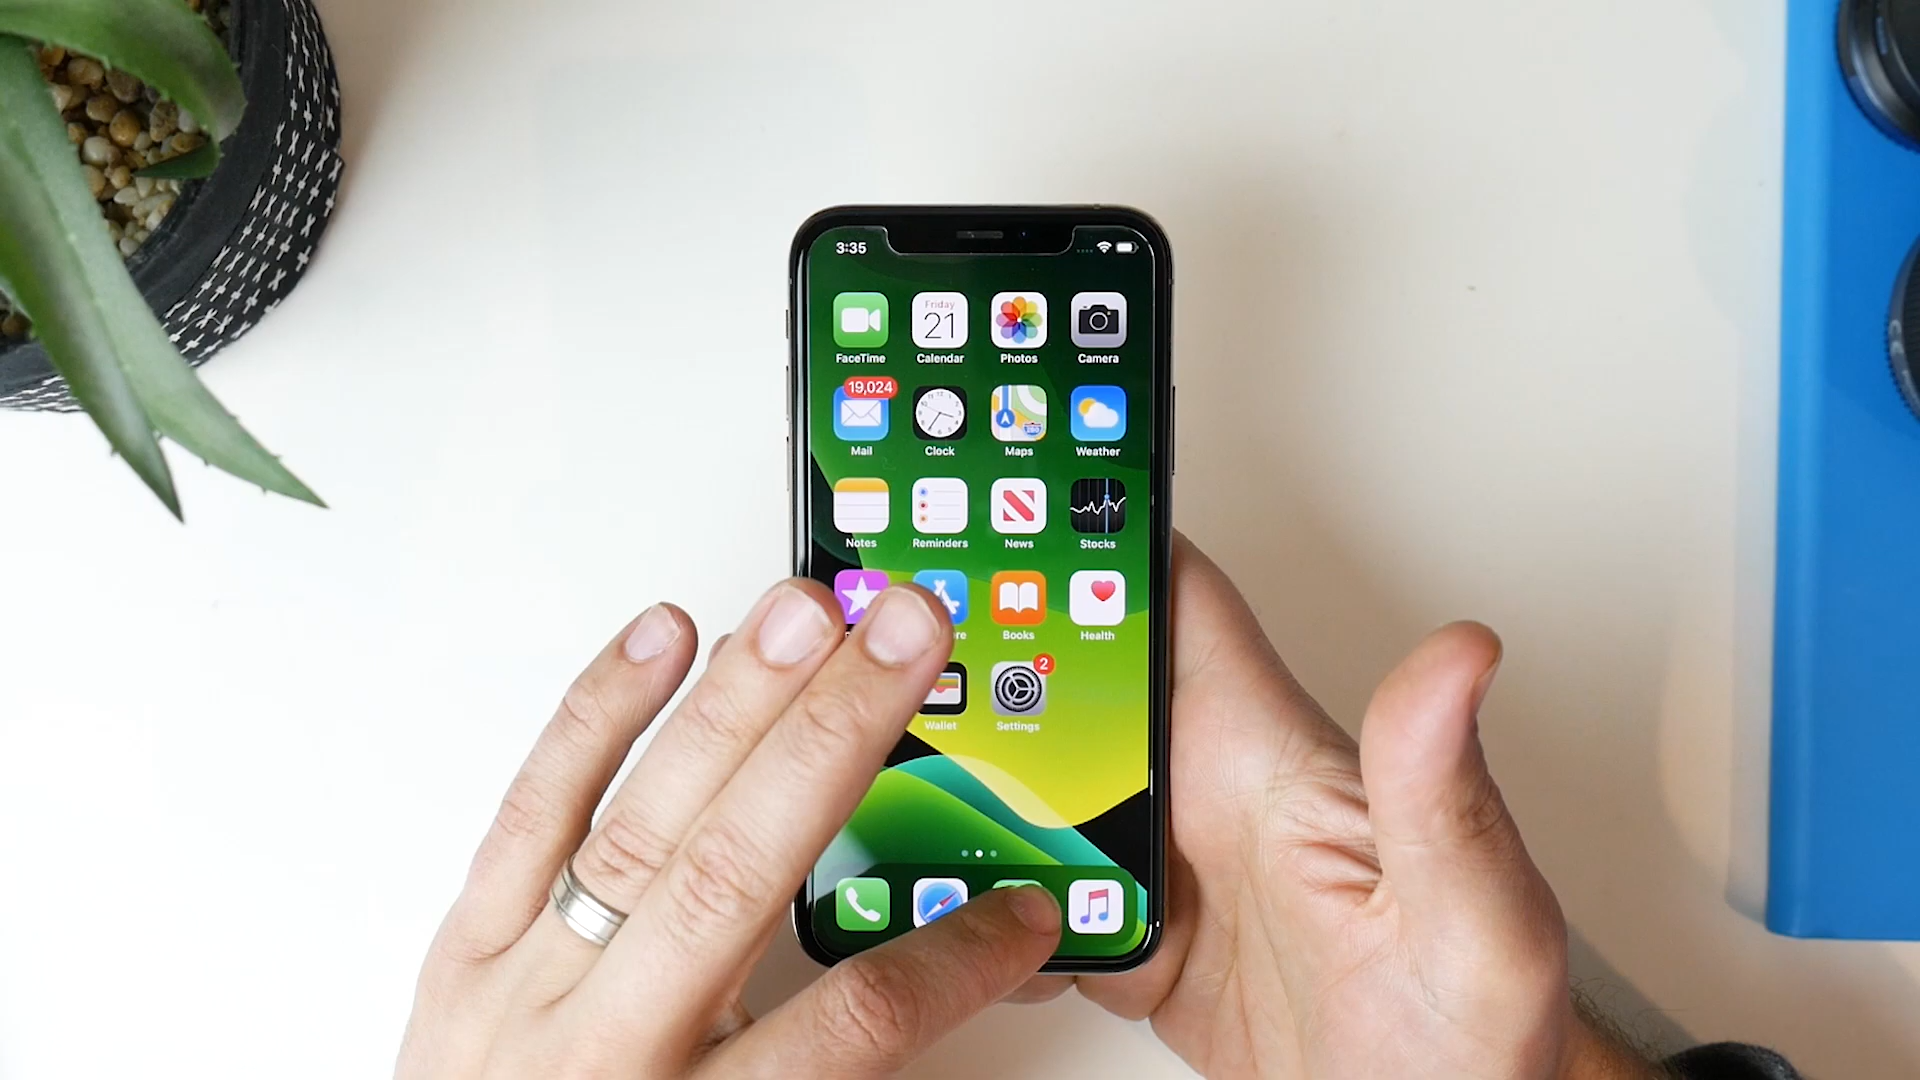 3:35
Friday
21
FaceTime
Calendar
Photos
Camera
19,024
Mail
Clock
Maps
Weather
Notes
Reminders
News
Stocks
Books
Health
2
Wallet
Settings